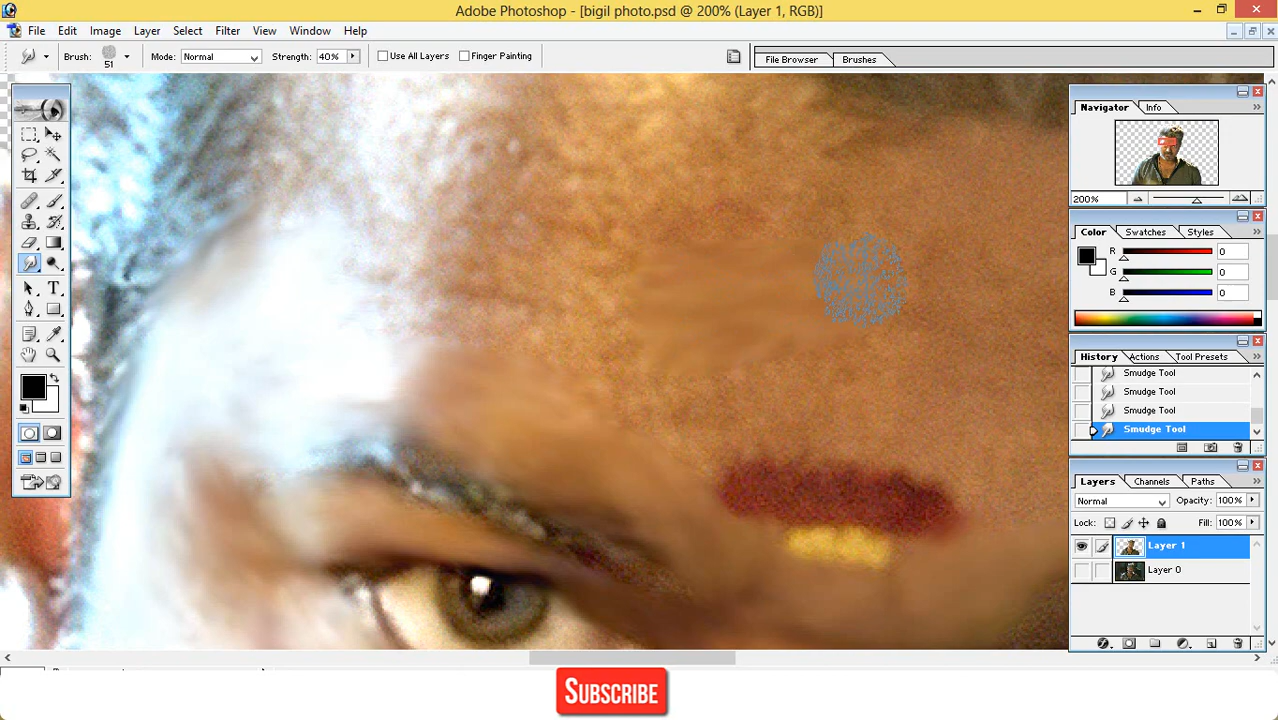 Adobe Photoshop - [bigil photo.psd @ 200% (Layer 1, RGB)]
File Edit Image Layer Select Filter View Window Help
Brush: 51 Mode: Normal Strength: 40% Use All Layers Finger Painting File Browser Brushes
Navigator Info
200%
Color Swatches Styles
R 0
G 0
B 0
History Actions Tool Presets
Smudge Tool
Smudge Tool
Smudge Tool
Smudge Tool
Layers Channels Paths
Normal Opacity: 100%
Lock: Fill: 100%
Layer 1
Layer 0
Subscribe